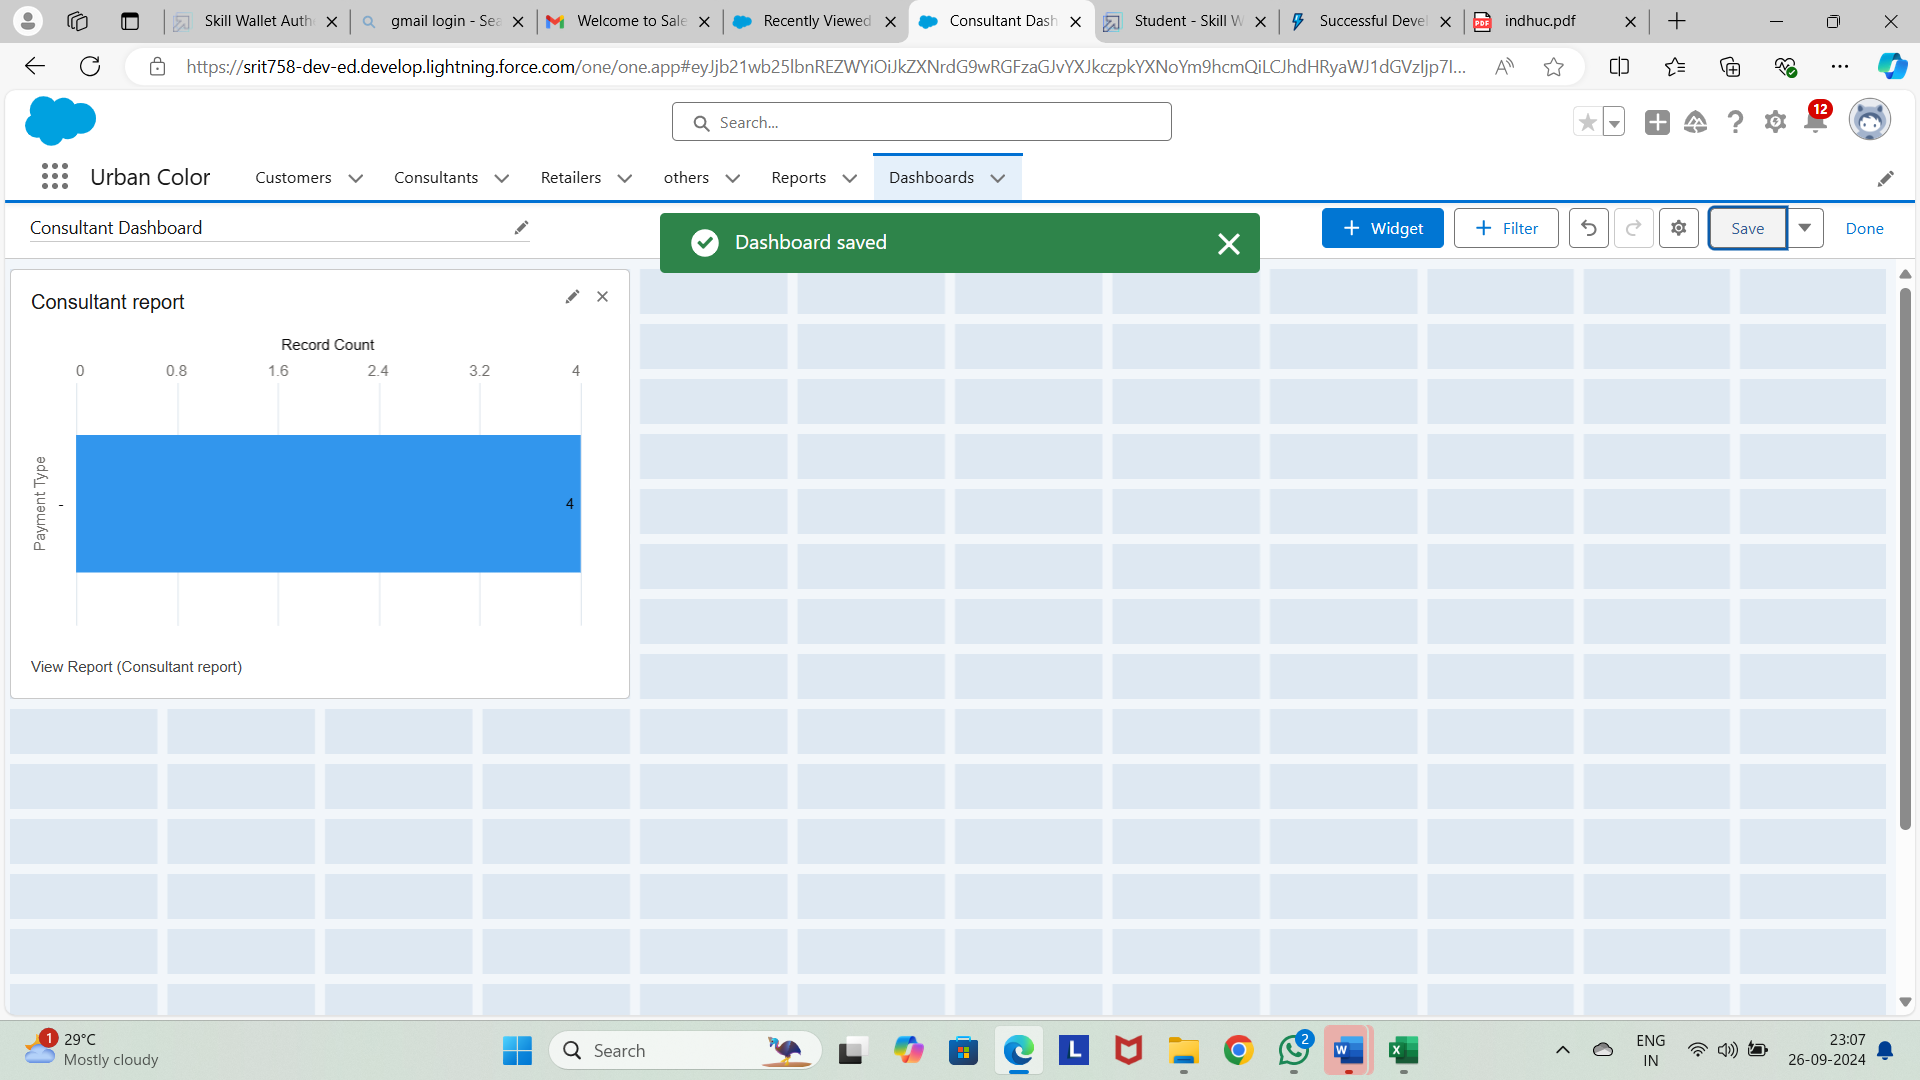 Skill Wallet Auth
gmail login - Sea
Welcome to Sale
Recently Viewed
Consultant Dash
Student - Skill W
Successful Devel
indhuc.pdf
https://srit758-dev-ed.develop.lightning.force.com/one/one.app#eyJjb21wb25lbnREZWYiOiJkZXNrdG9wRGFzaGJvYXJkczpkYXNoYm9hcmQiLCJhdHRyaWJ1dGVzIjp7I...
Search...
12
Urban Color
Customers
Consultants
Retailers
others
Reports
Dashboards
Consultant Dashboard
Dashboard saved
+ Widget
+ Filter
Save
Done
Consultant report
Record Count
0 0.8 1.6 2.4 3.2 4
Payment Type
-
4
View Report (Consultant report)
1
29°C
Mostly cloudy
Search
L
2
W
X
ENG
IN
23:07
26-09-2024